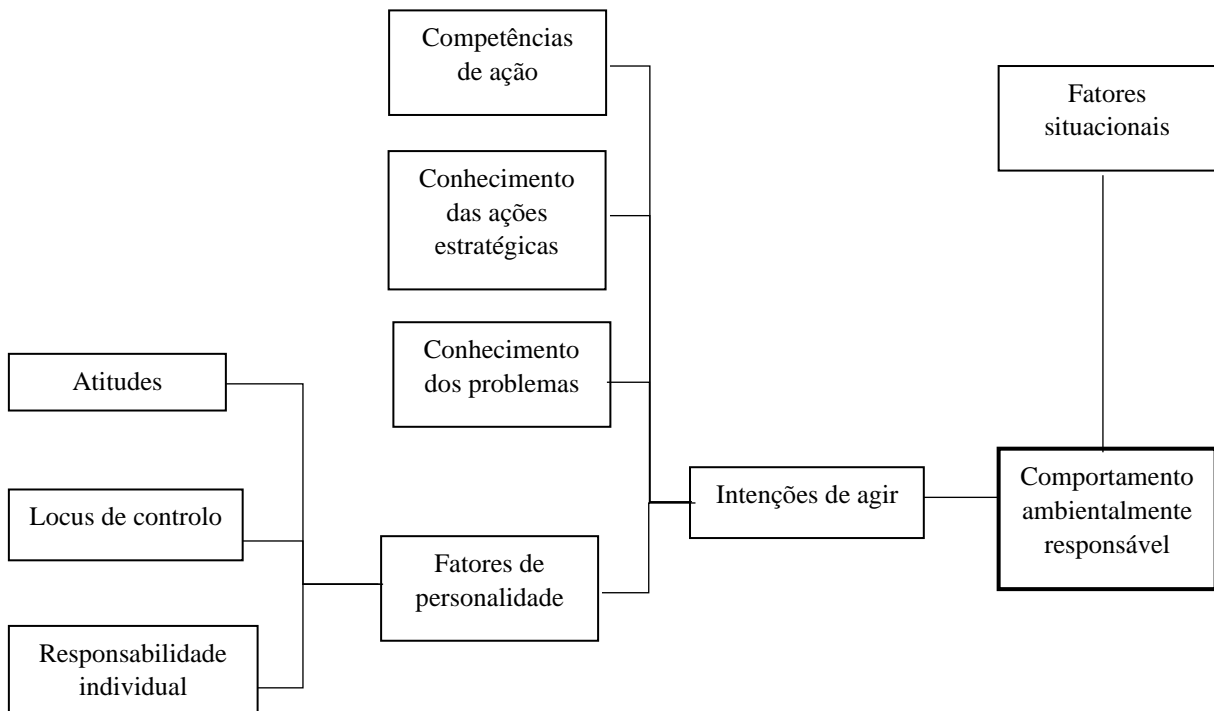 Competências
de ação
Fatores
situacionais
Conhecimento
das ações
estratégicas
Conhecimento
dos problemas
Atitudes
Locus de controlo
Responsabilidade
individual
Fatores de
personalidade
Intenções de agir
Comportamento
ambientalmente
responsável